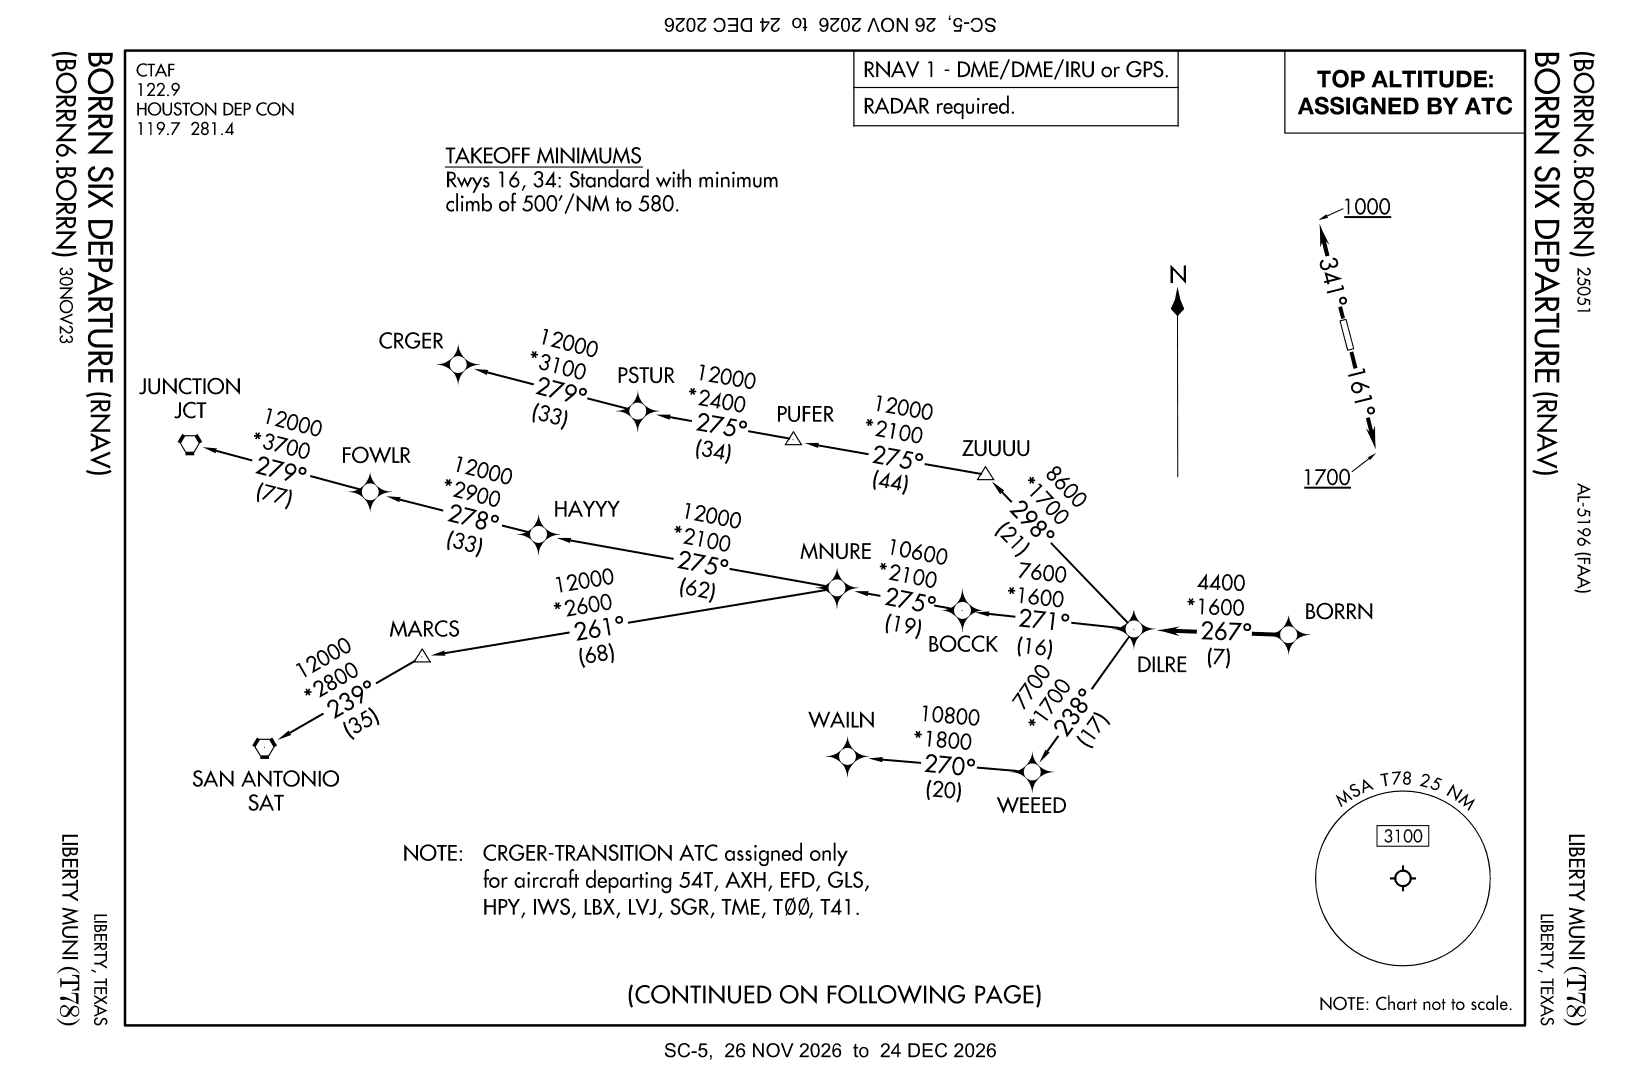 SC-5, 26 NOV 2026 to 24 DEC 2026
(BORRN6.BORRN) 30NOV23
BORRN SIX DEPARTURE (RNAV)
LIBERTY MUNI (T78)
LIBERTY, TEXAS
CTAF
122.9
HOUSTON DEP CON
119.7 281.4
RNAV 1 - DME/DME/IRU or GPS.
RADAR required.
TOP ALTITUDE:
ASSIGNED BY ATC
TAKEOFF MINIMUMS
Rwys 16, 34: Standard with minimum
climb of 500'/NM to 580.
1000
341°
161°
1700
N
CRGER
12000
*3100
279°
(33)
PSTUR
12000
*2400
275°
(34)
PUFER
12000
*2100
275°
(44)
ZUUUU
8600
*1700
298°
(21)
JUNCTION
JCT
12000
*3700
279°
(77)
FOWLR
12000
*2900
278°
(33)
HAYYY
12000
*2100
275°
(62)
MNURE
10600
*2100
275°
(19)
BOCCK
7600
*1600
271°
(16)
DILRE
4400
*1600
267°
(7)
BORRN
12000
*2600
261°
(68)
MARCS
12000
*2800
239°
(35)
SAN ANTONIO
SAT
7700
*1700
238°
(17)
WAILN
10800
*1800
270°
(20)
WEEED
NOTE: CRGER-TRANSITION ATC assigned only
for aircraft departing 54T, AXH, EFD, GLS,
HPY, IWS, LBX, LVJ, SGR, TME, TØØ, T41.
MSA T78 25 NM
3100
(CONTINUED ON FOLLOWING PAGE)
NOTE: Chart not to scale.
BORRN SIX DEPARTURE (RNAV)
(BORRN6.BORRN) 25051
AL-5196 (FAA)
LIBERTY MUNI (T78)
LIBERTY, TEXAS
SC-5, 26 NOV 2026 to 24 DEC 2026